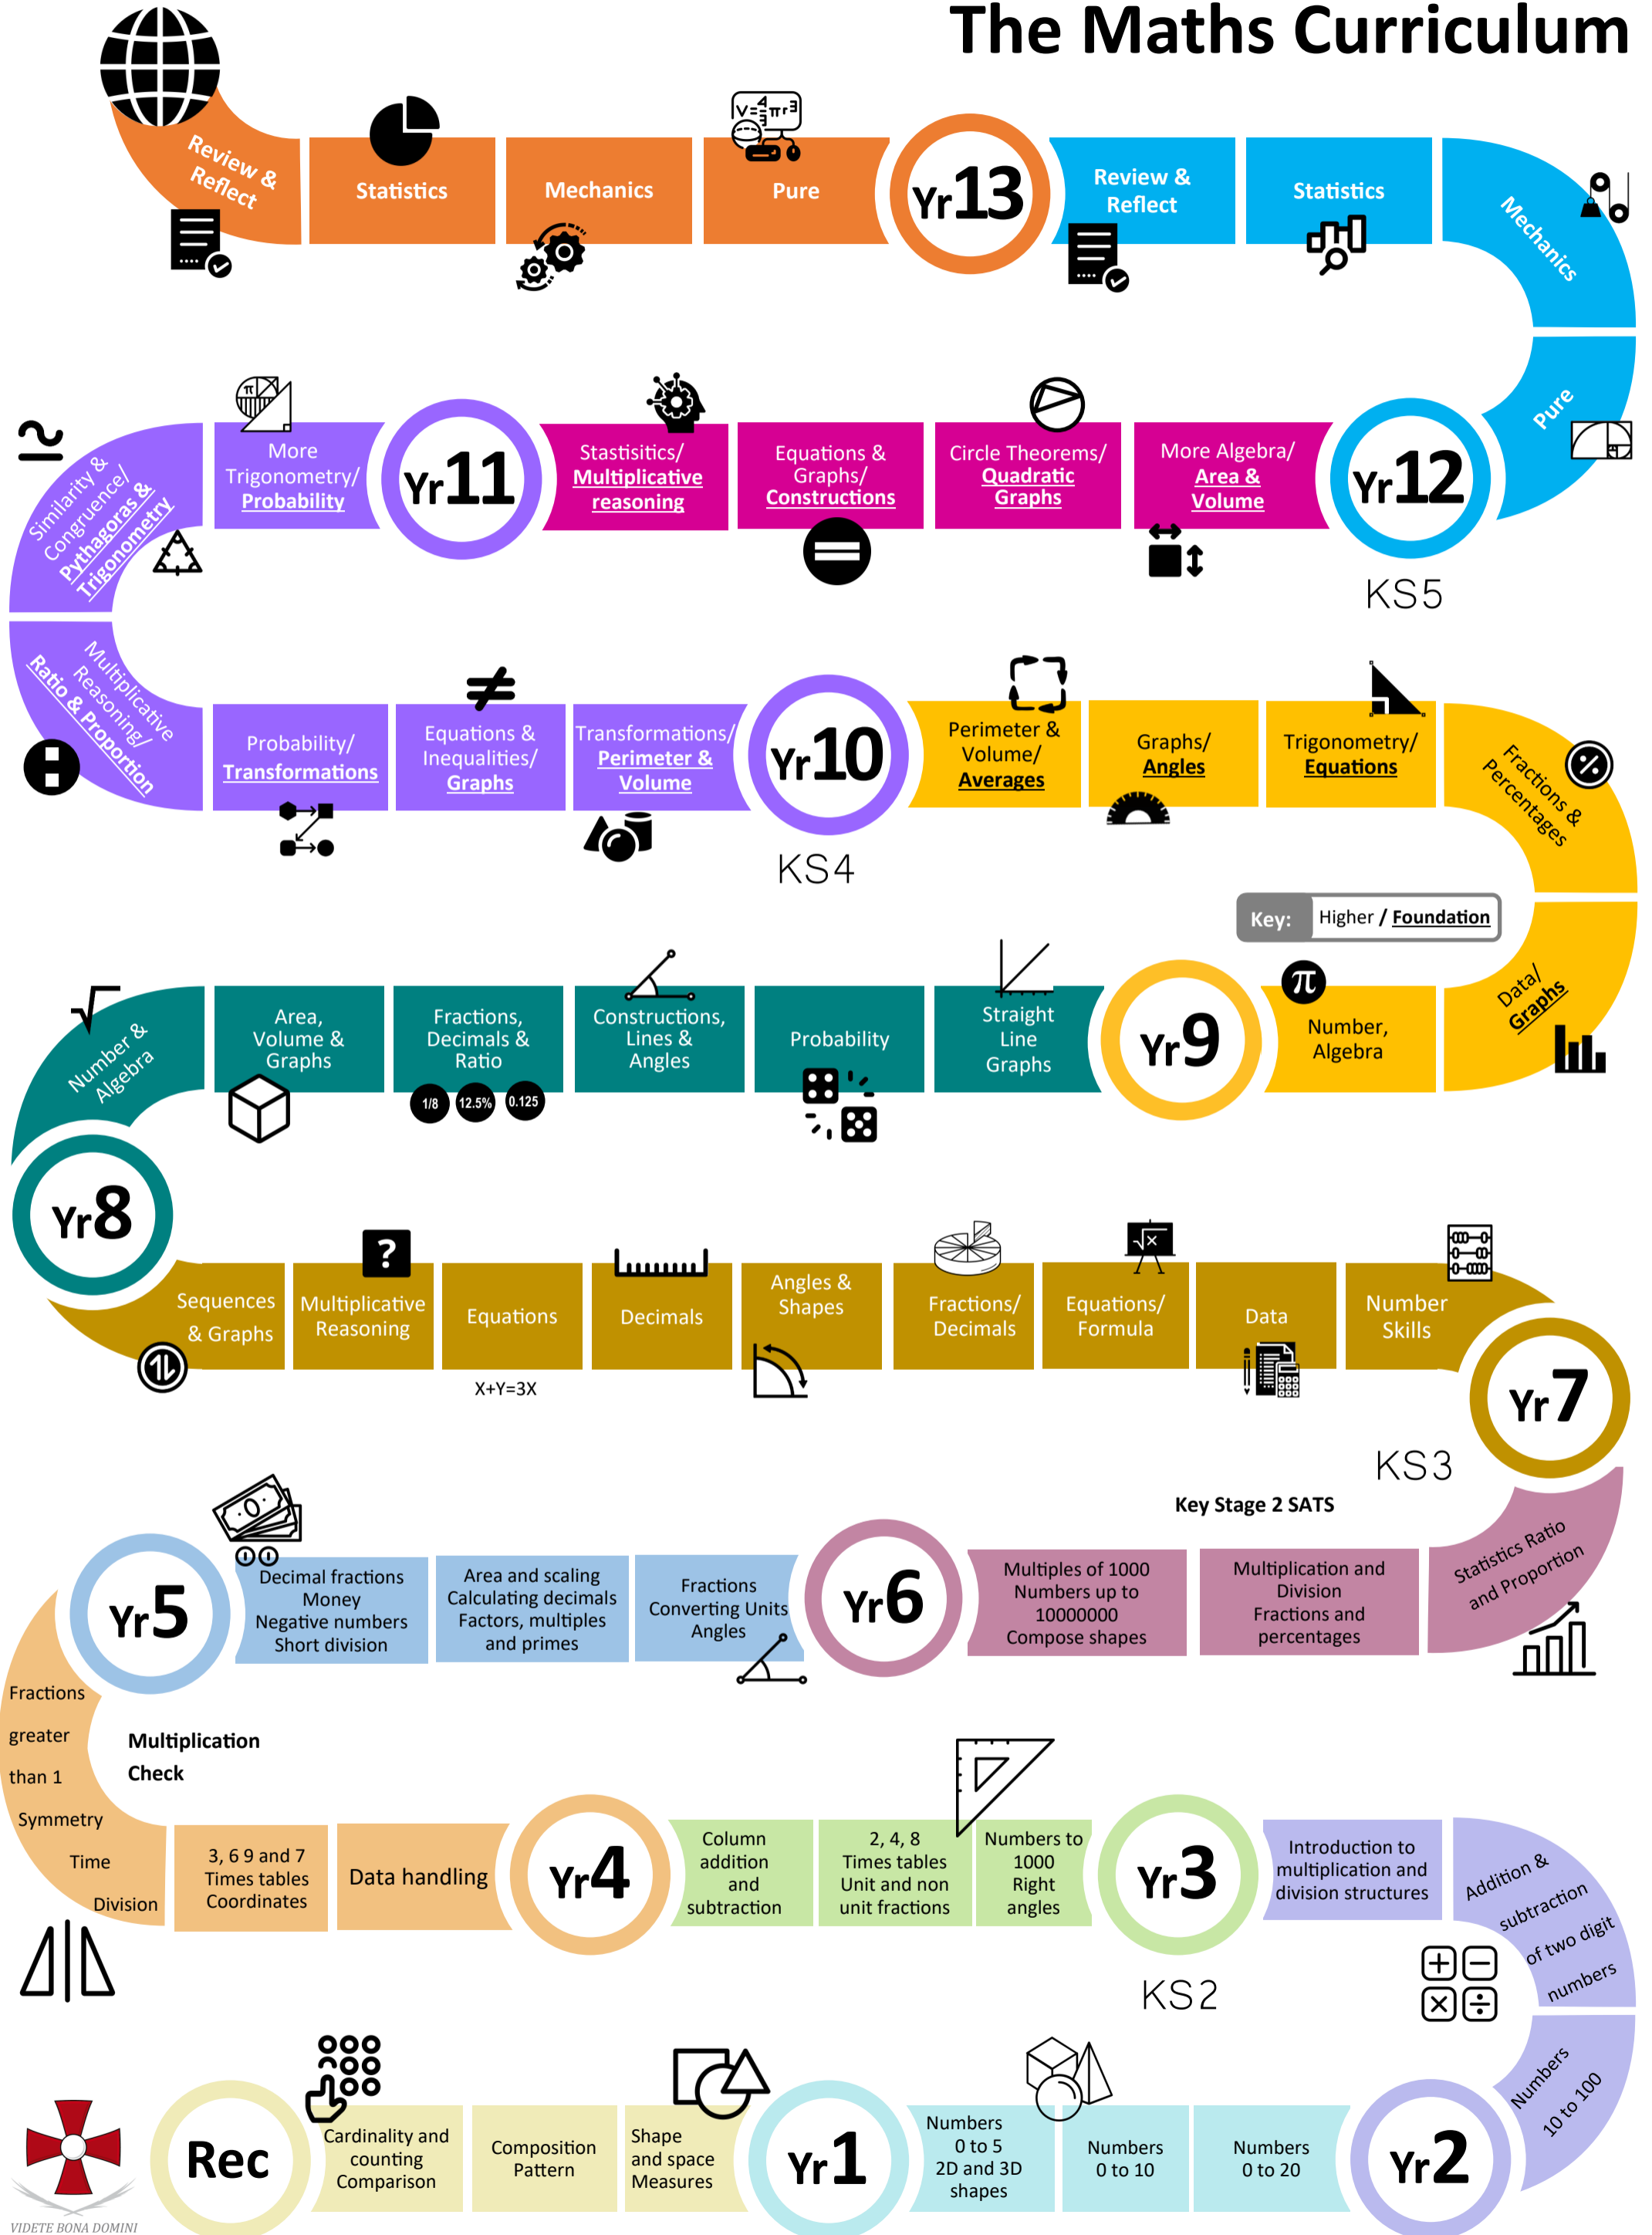 The Maths Curriculum
V=4/3πr3
Review &
Reflect
Statistics
Mechanics
Pure
Yr13
Review &
Reflect
Statistics
Mechanics
Pure
π
More
Trigonometry/
Probability
Yr11
Stastisitics/
Multiplicative
reasoning
Equations &
Graphs/
Constructions
Circle Theorems/
Quadratic
Graphs
More Algebra/
Area &
Volume
Yr12
KS5
Similarity &
Congruence/
Pythagoras &
Trigonometry
Multiplicative
Reasoning/
Ratio & Proportion
Probability/
Transformations
Equations &
Inequalities/
Graphs
Transformations/
Perimeter &
Volume
Yr10
KS4
Perimeter &
Volume/
Averages
Graphs/
Angles
Trigonometry/
Equations
Fractions &
Percentages
%
Key: Higher / Foundation
Data/
Graphs
π
Number,
Algebra
Yr9
Straight
Line
Graphs
Probability
Constructions,
Lines &
Angles
Fractions,
Decimals &
Ratio
1/8 12.5% 0.125
Area,
Volume &
Graphs
Number &
Algebra
Yr8
Sequences
& Graphs
?
Multiplicative
Reasoning
Equations
X+Y=3X
Decimals
Angles &
Shapes
Fractions/
Decimals
√x
Equations/
Formula
Data
Number
Skills
Yr7
KS3
Key Stage 2 SATS
Yr5
Decimal fractions
Money
Negative numbers
Short division
Area and scaling
Calculating decimals
Factors, multiples
and primes
Fractions
Converting Units
Angles
Yr6
Multiples of 1000
Numbers up to
10000000
Compose shapes
Multiplication and
Division
Fractions and
percentages
Statistics Ratio
and Proportion
Fractions
greater
than 1
Symmetry
Time
Division
Multiplication
Check
3, 6 9 and 7
Times tables
Coordinates
Data handling
Yr4
Column
addition
and
subtraction
2, 4, 8
Times tables
Unit and non
unit fractions
Numbers to
1000
Right
angles
Yr3
KS2
Introduction to
multiplication and
division structures
Addition &
subtraction
of two digit
numbers
Numbers
10 to 100
Rec
Cardinality and
counting
Comparison
Composition
Pattern
Shape
and space
Measures
Yr1
Numbers
0 to 5
2D and 3D
shapes
Numbers
0 to 10
Numbers
0 to 20
Yr2
VIDETE BONA DOMINI